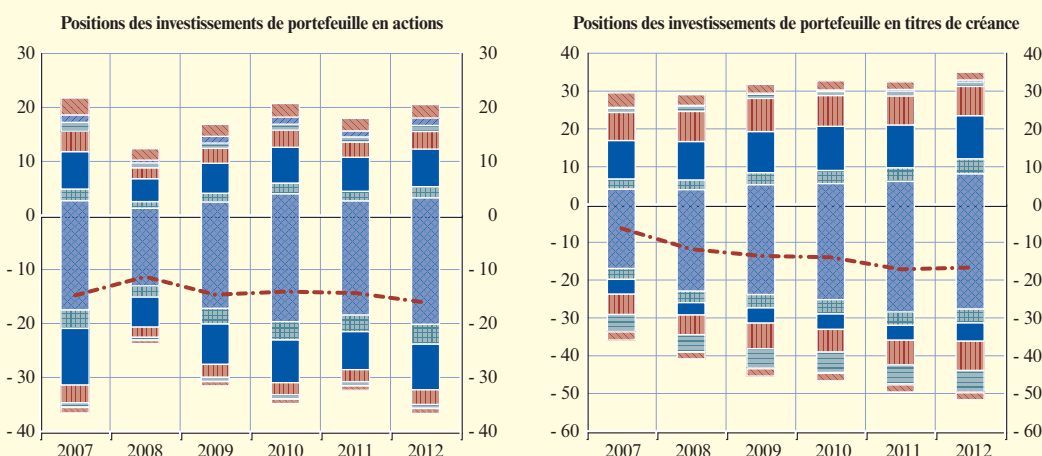 Positions des investissements de portefeuille en actions
30 30
20 20
10 10
0 0
- 10 - 10
- 20 - 20
- 30 - 30
- 40 - 40
2007 2008 2009 2010 2011 2012
Positions des investissements de portefeuille en titres de créance
40 40
30 30
20 20
10 10
0 0
- 10 - 10
- 20 - 20
- 30 - 30
- 40 - 40
- 50 - 50
- 60 - 60
2007 2008 2009 2010 2011 2012